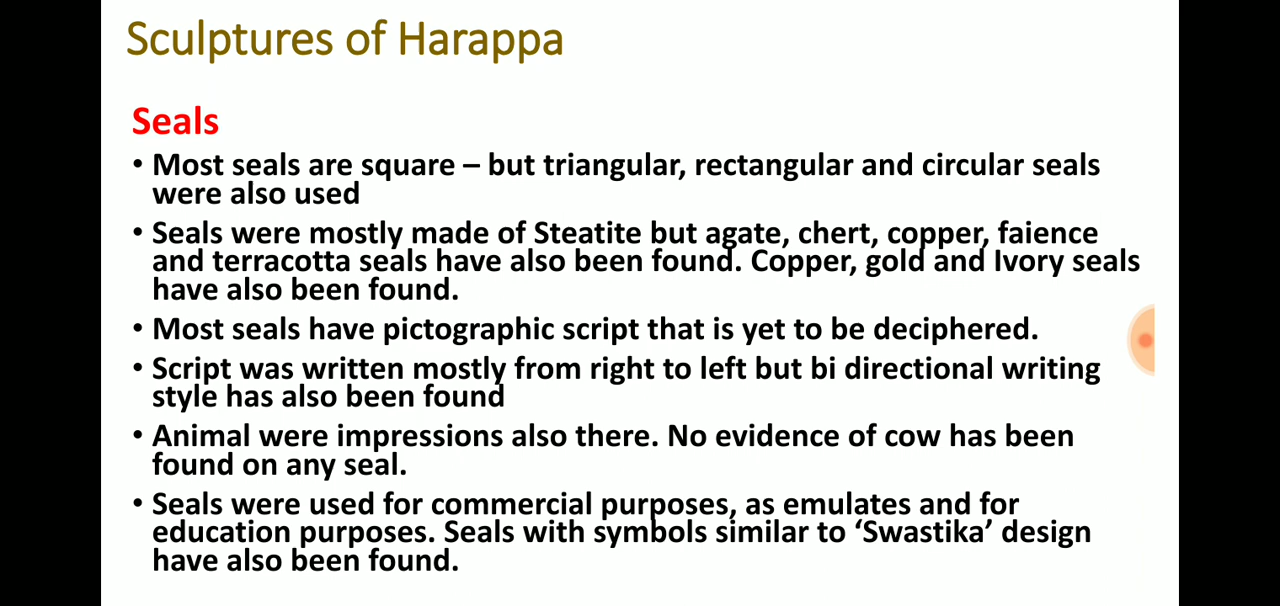 Sculptures of Harappa
Seals
• Most seals are square – but triangular, rectangular and circular seals
were also used
• Seals were mostly made of Steatite but agate, chert, copper, faience
and terracotta seals have also been found. Copper, gold and Ivory seals
have also been found.
• Most seals have pictographic script that is yet to be deciphered.
• Script was written mostly from right to left but bi directional writing
style has also been found
• Animal were impressions also there. No evidence of cow has been
found on any seal.
• Seals were used for commercial purposes, as emulates and for
education purposes. Seals with symbols similar to ‘Swastika’ design
have also been found.